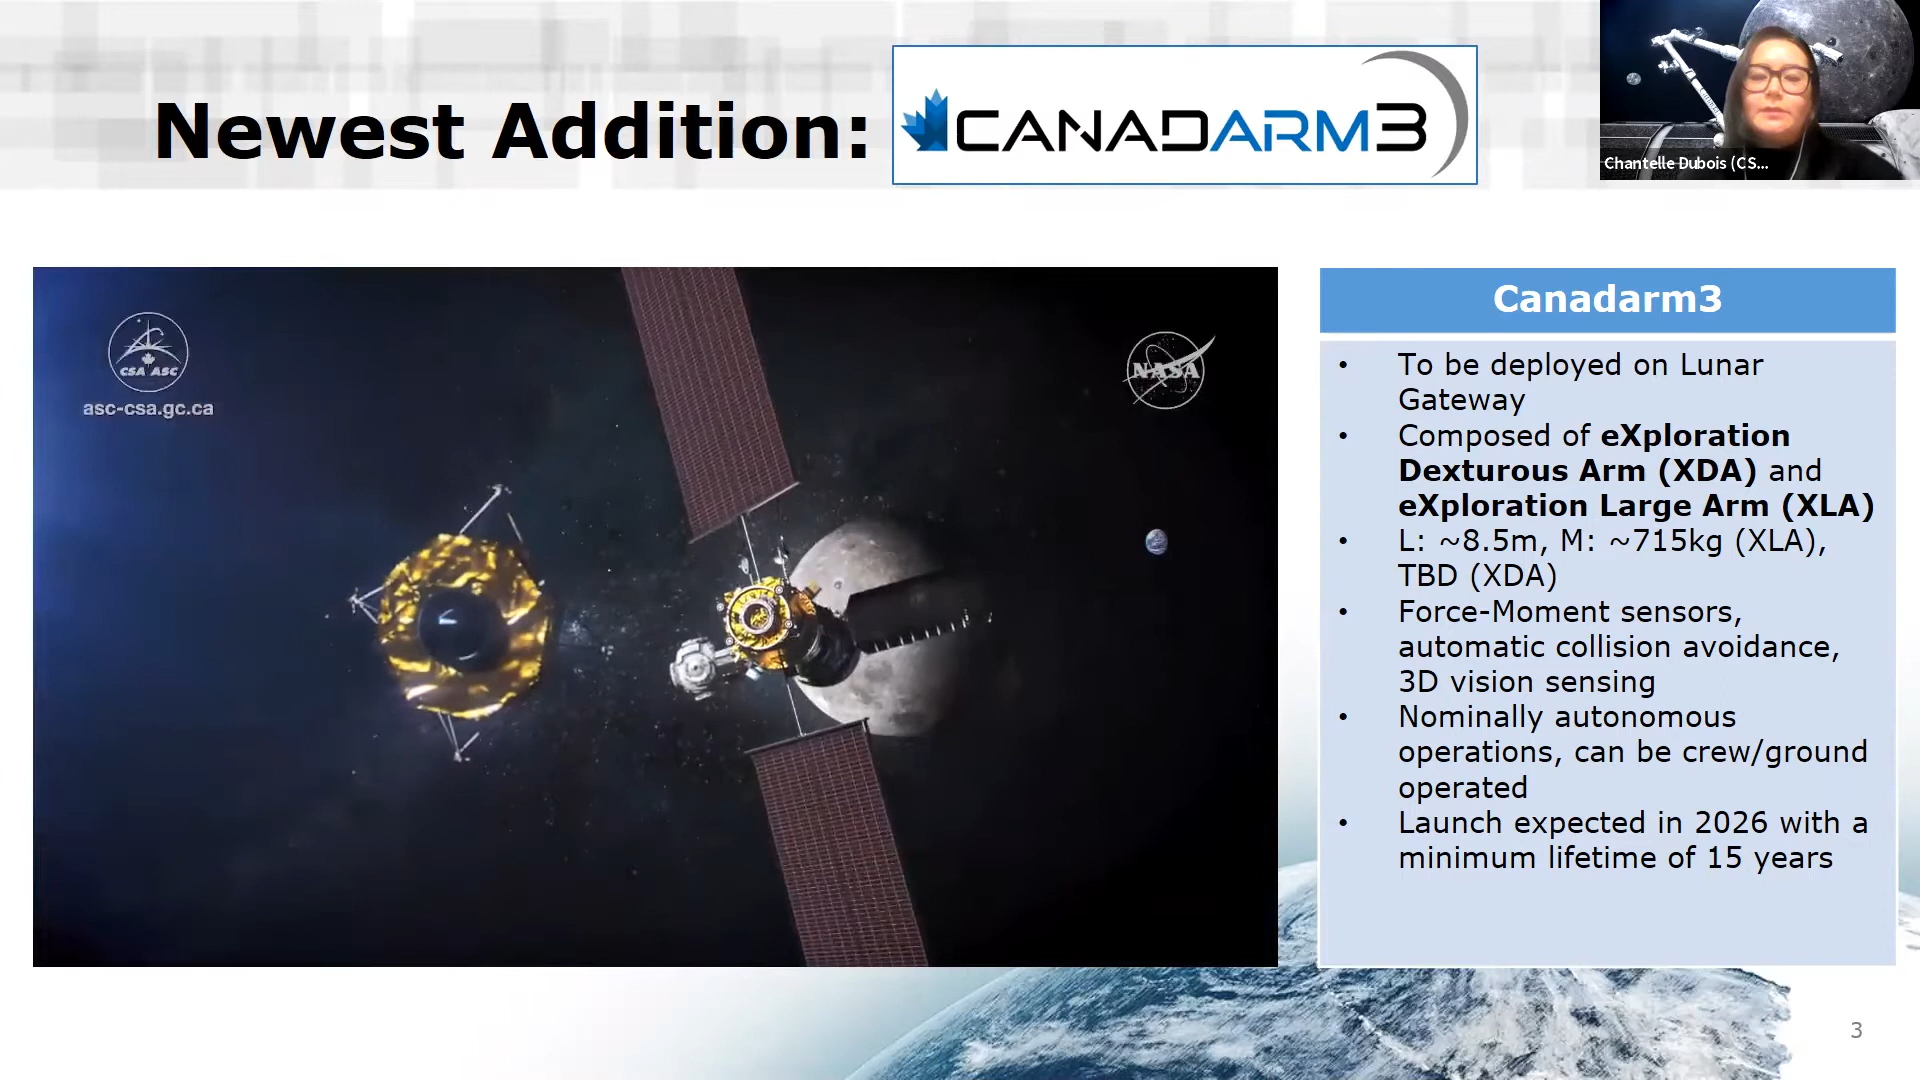 Newest Addition:
CANADARM3
Chantelle Dubois (CS...
CSA ASC
asc-csa.gc.ca
NASA
Canadarm3
• To be deployed on Lunar
Gateway
• Composed of eXploration
Dexturous Arm (XDA) and
eXploration Large Arm (XLA)
• L: ~8.5m, M: ~715kg (XLA),
TBD (XDA)
• Force-Moment sensors,
automatic collision avoidance,
3D vision sensing
• Nominally autonomous
operations, can be crew/ground
operated
• Launch expected in 2026 with a
minimum lifetime of 15 years
3